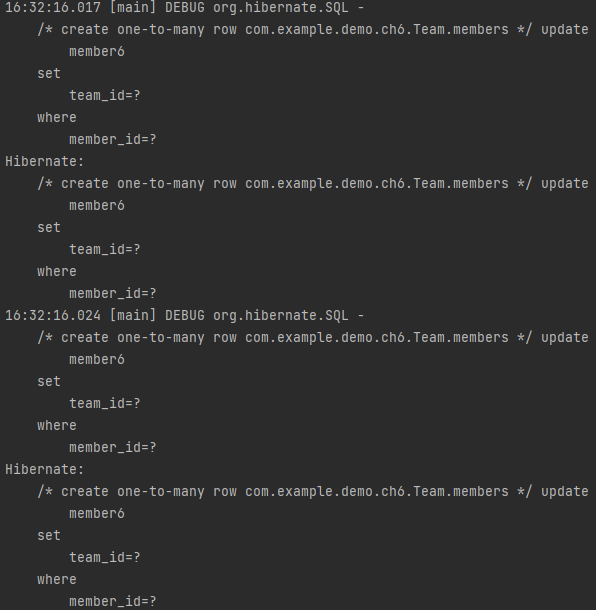 16:32:16.017 [main] DEBUG org.hibernate.SQL -
/* create one-to-many row com.example.demo.ch6.Team.members */ update
member6
set
team_id=?
where
member_id=?
Hibernate:
/* create one-to-many row com.example.demo.ch6.Team.members */ update
member6
set
team_id=?
where
member_id=?
16:32:16.024 [main] DEBUG org.hibernate.SQL -
/* create one-to-many row com.example.demo.ch6.Team.members */ update
member6
set
team_id=?
where
member_id=?
Hibernate:
/* create one-to-many row com.example.demo.ch6.Team.members */ update
member6
set
team_id=?
where
member_id=?